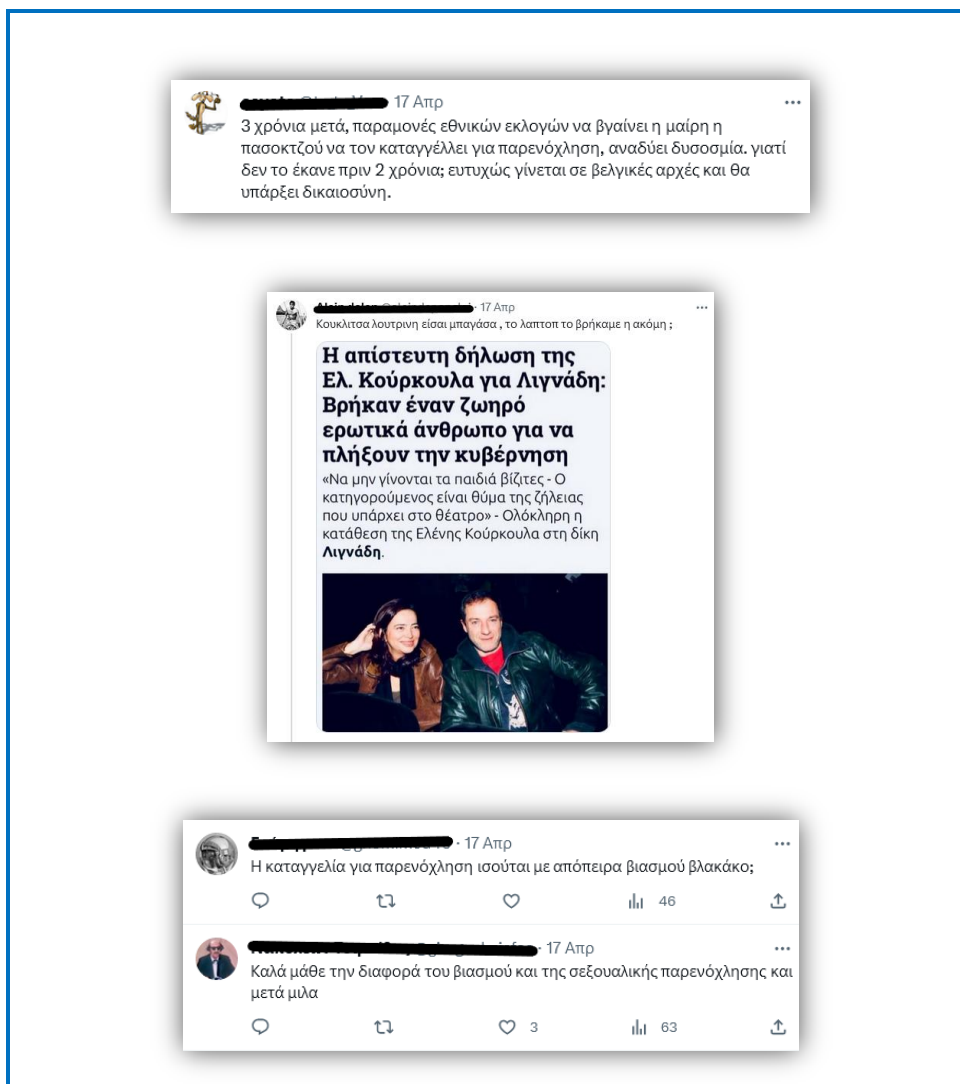 17 Απρ
3 χρόνια μετά, παραμονές εθνικών εκλογών να βγαίνει η μαίρη η
πασοκτζού να τον καταγγέλλει για παρενόχληση, αναδύει δυσοσμία. γιατί
δεν το έκανε πριν 2 χρόνια; ευτυχώς γίνεται σε βελγικές αρχές και θα
υπάρξει δικαιοσύνη.
· 17 Απρ
Κουκλιτσα λουτρινη είσαι μπαγάσα , το λαπτοπ το βρήκαμε η ακόμη ;
Η απίστευτη δήλωση της
Ελ. Κούρκουλα για Λιγνάδη:
Βρήκαν έναν ζωηρό
ερωτικά άνθρωπο για να
πλήξουν την κυβέρνηση
«Να μην γίνονται τα παιδιά βίζιτες - Ο
κατηγορούμενος είναι θύμα της ζήλειας
που υπάρχει στο θέατρο» - Ολόκληρη η
κατάθεση της Ελένης Κούρκουλα στη δίκη
Λιγνάδη.
· 17 Απρ
Η καταγγελία για παρενόχληση ισούται με απόπειρα βιασμού βλακάκο;
46
· 17 Απρ
Καλά μάθε την διαφορά του βιασμού και της σεξουαλικής παρενόχλησης και
μετά μιλα
3 63